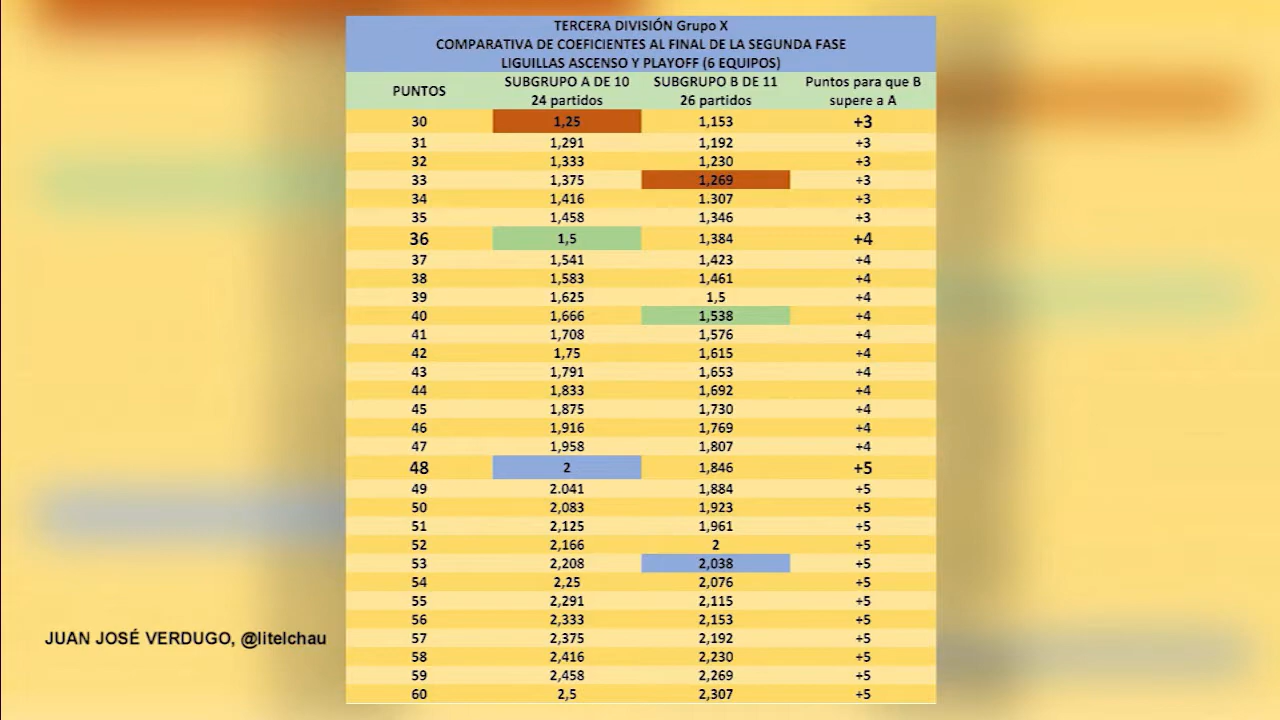 TERCERA DIVISIÓN Grupo X
COMPARATIVA DE COEFICIENTES AL FINAL DE LA SEGUNDA FASE
LIGUILLAS ASCENSO Y PLAYOFF (6 EQUIPOS)
PUNTOS SUBGRUPO A DE 10 24 partidos SUBGRUPO B DE 11 26 partidos Puntos para que B supere a A
30 1,25 1,153 +3
31 1,291 1,192 +3
32 1,333 1,230 +3
33 1,375 1,269 +3
34 1,416 1.307 +3
35 1,458 1,346 +3
36 1,5 1,384 +4
37 1,541 1,423 +4
38 1,583 1,461 +4
39 1,625 1,5 +4
40 1,666 1,538 +4
41 1,708 1,576 +4
42 1,75 1,615 +4
43 1,791 1,653 +4
44 1,833 1,692 +4
45 1,875 1,730 +4
46 1,916 1,769 +4
47 1,958 1,807 +4
48 2 1,846 +5
49 2.041 1,884 +5
50 2,083 1,923 +5
51 2,125 1,961 +5
52 2,166 2 +5
53 2,208 2,038 +5
54 2,25 2,076 +5
55 2,291 2,115 +5
56 2,333 2,153 +5
57 2,375 2,192 +5
58 2,416 2,230 +5
59 2,458 2,269 +5
60 2,5 2,307 +5
JUAN JOSÉ VERDUGO, @litelchau